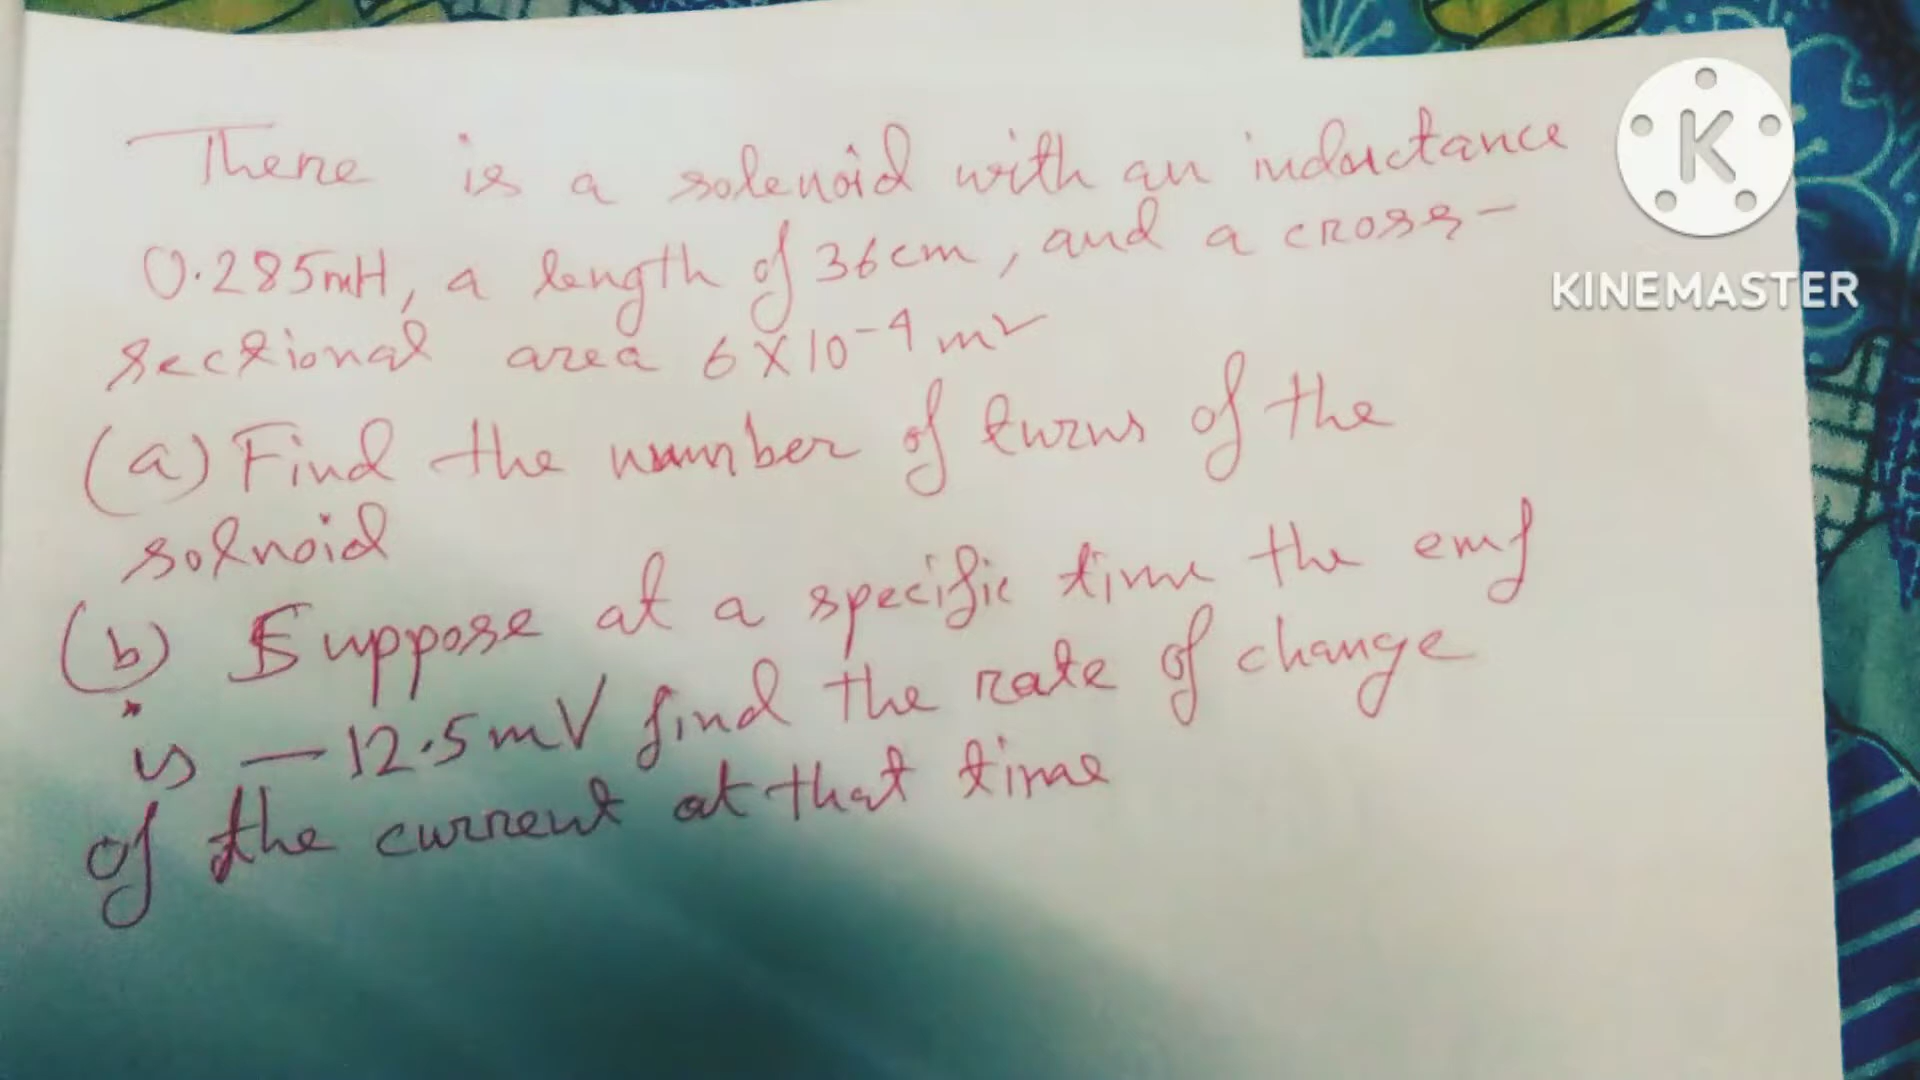 There is a solenoid with an inductance
0.285mH, a length of 36cm, and a cross-
sectional area 6×10⁻⁴ m²
(a) Find the number of turns of the
solnoid
(b) Suppose at a specific time the emf
is —12.5mV find the rate of change
of the current at that time
K
KINEMASTER